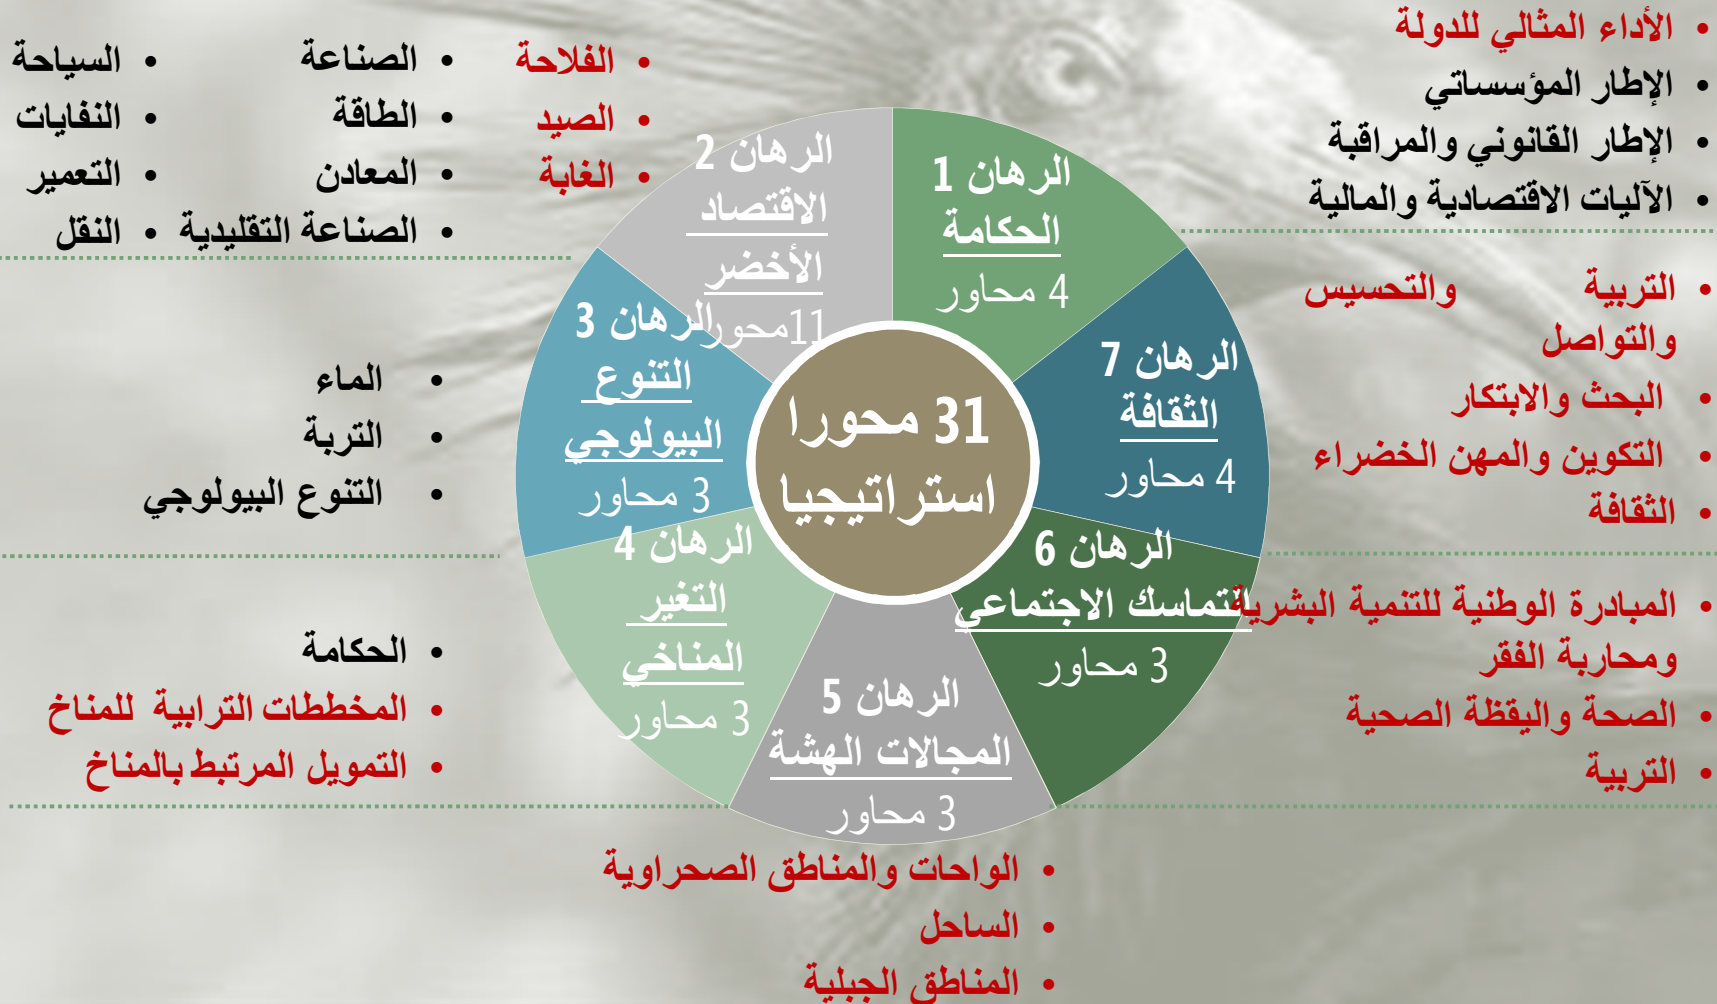 الأداء المثالي للدولة
الإطار المؤسساتي
الإطار القانوني والمراقبة
الآليات الاقتصادية والمالية
الفلاحة
الصيد
الغابة
الصناعة
الطاقة
المعادن
الصناعة التقليدية
السياحة
النفايات
التعمير
النقل
الرهان 1
الحكامة
4 محاور
الرهان 2
الاقتصاد
الأخضر
11محور
الرهان 3
التنوع
البيولوجي
3 محاور
الماء
التربة
التنوع البيولوجي
الرهان 4
التغير
المناخي
3 محاور
الحكامة
المخططات الترابية للمناخ
التمويل المرتبط بالمناخ
31 محورا
استراتيجيا
الرهان 7
الثقافة
4 محاور
التربية والتحسيس
والتواصل
البحث والابتكار
التكوين والمهن الخضراء
الثقافة
الرهان 6
التماسك الاجتماعي
3 محاور
المبادرة الوطنية للتنمية البشرية
ومحاربة الفقر
الصحة واليقظة الصحية
التربية
الرهان 5
المجالات الهشة
3 محاور
الواحات والمناطق الصحراوية
الساحل
المناطق الجبلية